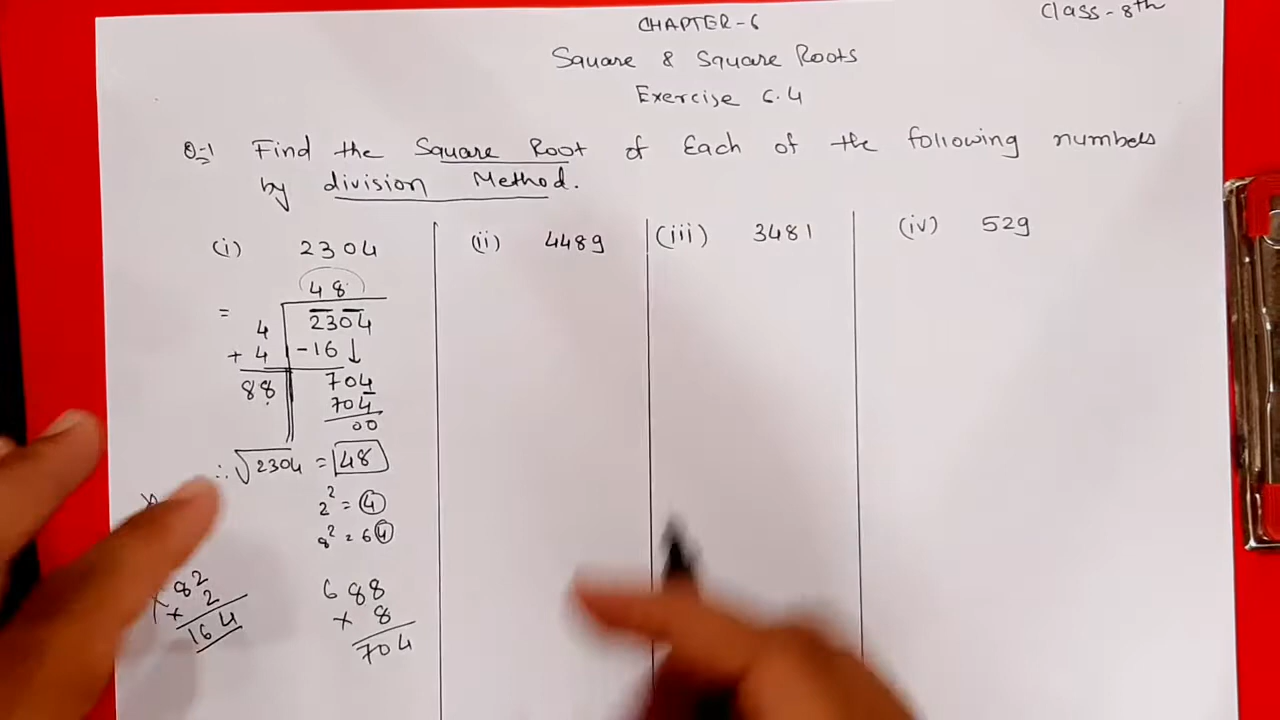 CHAPTER-6
Class-8th
Square & Square Roots
Exercise 6.4
Q-1 Find the Square Root of Each of the following numbers
by division Method.
(i) 2304
(ii) 4489
(iii) 3481
(iv) 529
48
=
4 2304
+ 4 -16 ↓
88 704
704
00
∴ √2304 = 48
2² = 4
8² = 64
82
× 2
164
6 88
× 8
704